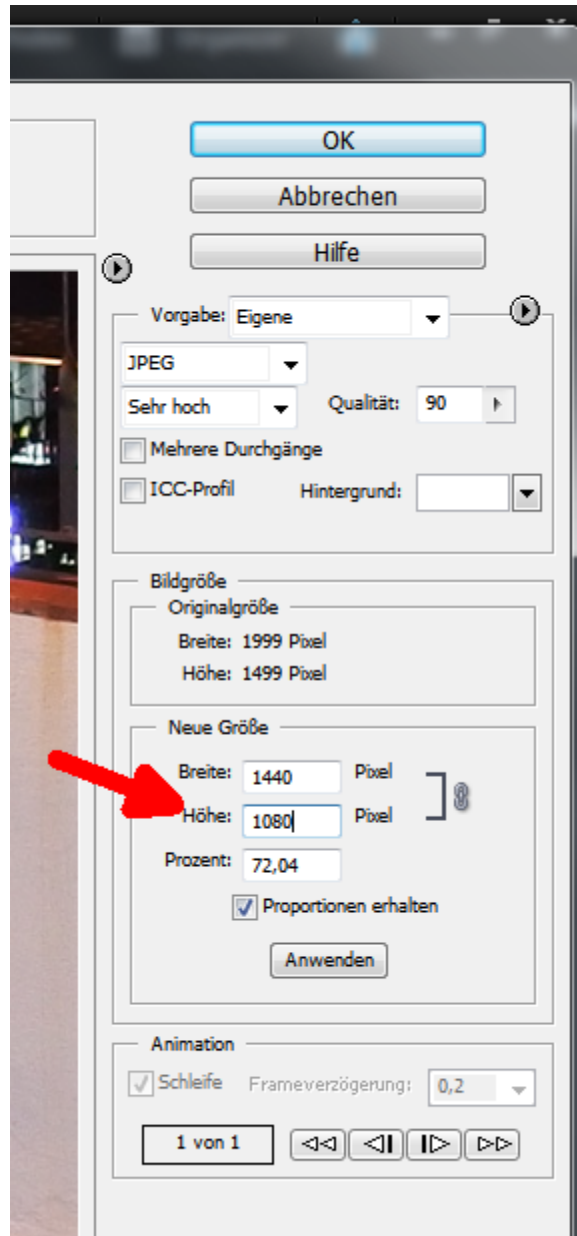 OK
Abbrechen
Hilfe
Vorgabe: Eigene
JPEG
Sehr hoch Qualität: 90
Mehrere Durchgänge
ICC-Profil Hintergrund:
Bildgröße
Originalgröße
Breite: 1999 Pixel
Höhe: 1499 Pixel
Neue Größe
Breite: 1440 Pixel
Höhe: 1080 Pixel
Prozent: 72,04
Proportionen erhalten
Anwenden
Animation
Schleife Frameverzögerung: 0,2
1 von 1